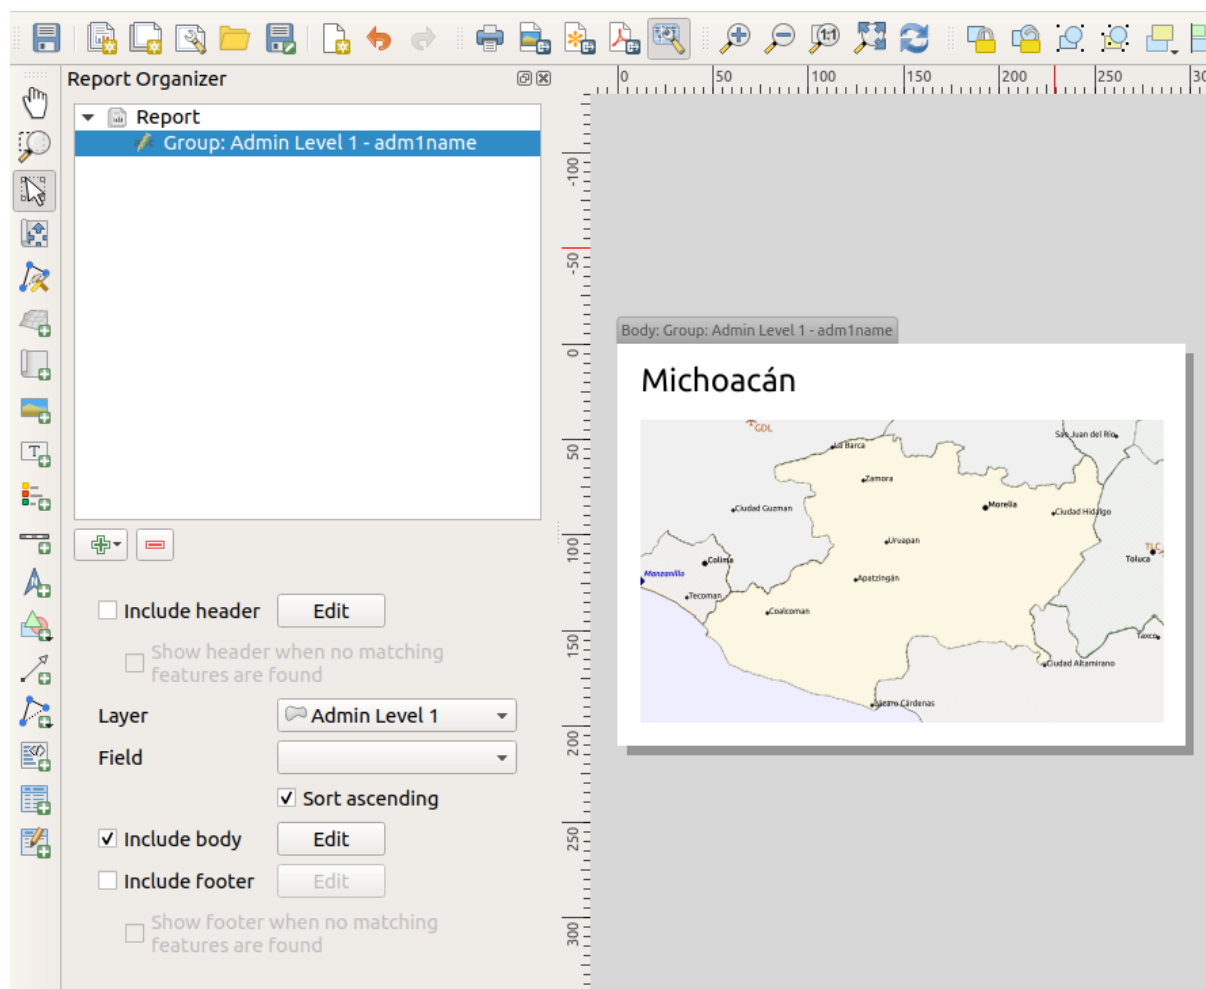 Report Organizer
Report
Group: Admin Level 1 - adm1name
Include header
Edit
Show header when no matching
features are found
Layer
Admin Level 1
Field
Sort ascending
Include body
Edit
Include footer
Edit
Show footer when no matching
features are found
1:1
0
50
100
150
200
250
30
-100
-50
0
50
100
150
200
250
300
Body: Group: Admin Level 1 - adm1name
Michoacán
GDL
La Barca
San Juan del Río
Zamora
Ciudad Guzman
Morelia
Ciudad Hidalgo
Uruapan
Colima
TLC
Toluca
Manzanillo
Apatzingán
Tecoman
Coalcoman
Taxco
Ciudad Altamirano
Lázaro Cárdenas